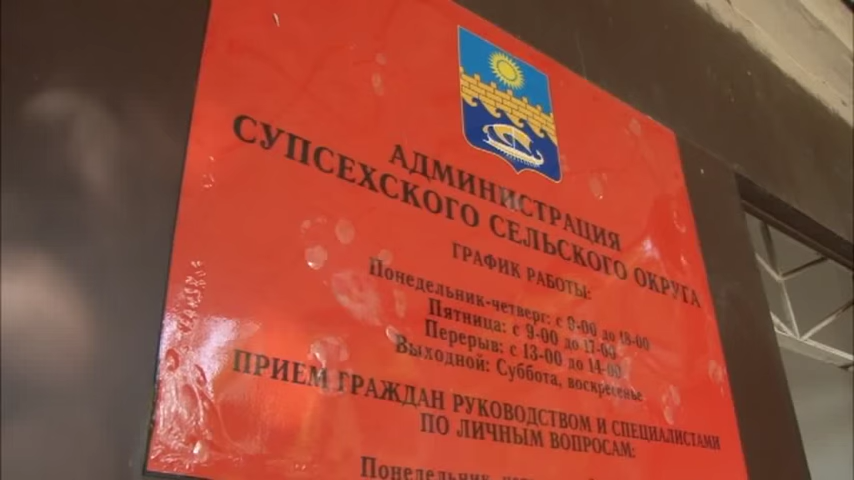 АДМИНИСТРАЦИЯ
СУПСЕХСКОГО СЕЛЬСКОГО ОКРУГА
ГРАФИК РАБОТЫ:
Понедельник-четверг: с 9-00 до 18-00
Пятница: с 9-00 до 17-00
Перерыв: с 13-00 до 14-00
Выходной: Суббота, воскресенье
ПРИЕМ ГРАЖДАН РУКОВОДСТВОМ И СПЕЦИАЛИСТАМИ
ПО ЛИЧНЫМ ВОПРОСАМ:
Понедельник